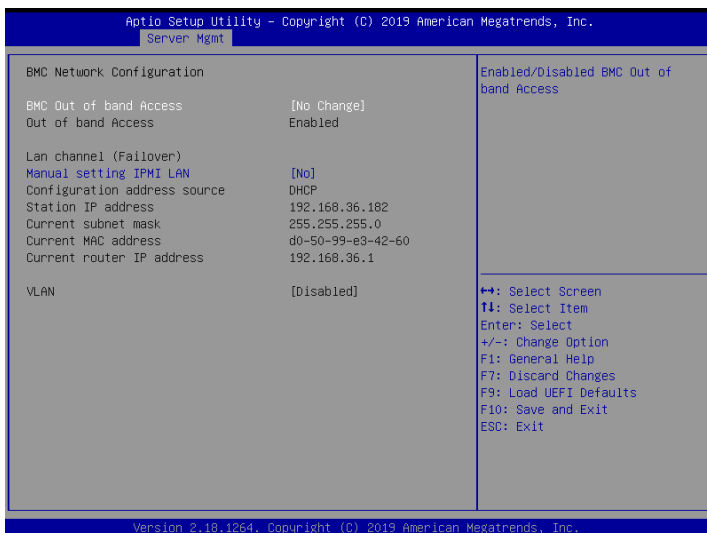 Aptio Setup Utility – Copyright (C) 2019 American Megatrends, Inc.
Server Mgmt
BMC Network Configuration
BMC Out of band Access [No Change]
Out of band Access Enabled
Lan channel (Failover)
Manual setting IPMI LAN [No]
Configuration address source DHCP
Station IP address 192.168.36.182
Current subnet mask 255.255.255.0
Current MAC address d0-50-99-e3-42-60
Current router IP address 192.168.36.1
VLAN [Disabled]
Enabled/Disabled BMC Out of
band Access
↔: Select Screen
↑↓: Select Item
Enter: Select
+/-: Change Option
F1: General Help
F7: Discard Changes
F9: Load UEFI Defaults
F10: Save and Exit
ESC: Exit
Version 2.18.1264. Copyright (C) 2019 American Megatrends, Inc.